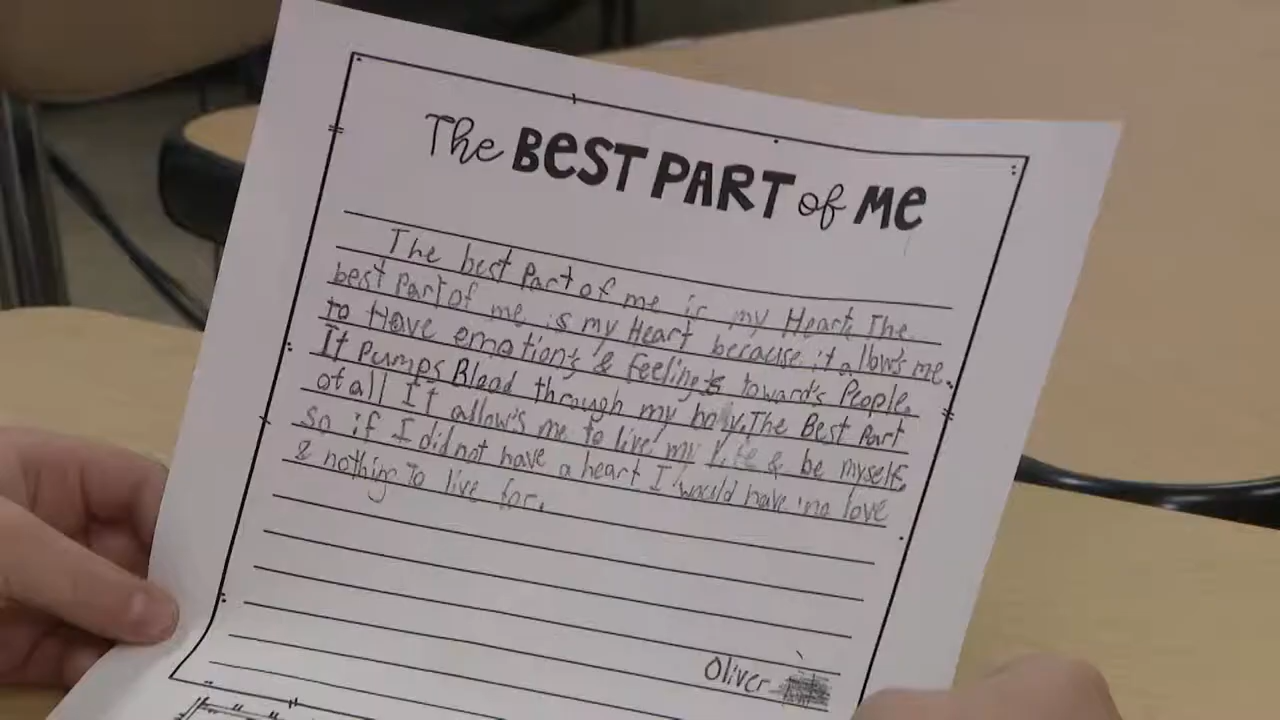 The BEST PART of Me
The best Part of me is my Heart. The
best Part of me is my Heart because it allow's me
to Have emotion's & feeling's toward's People.
It Pumps Blood through my body. The Best Part
of all It allow's me to live my life & be myself.
So if I did not have a heart I would have no love
& nothing To live for.
Oliver